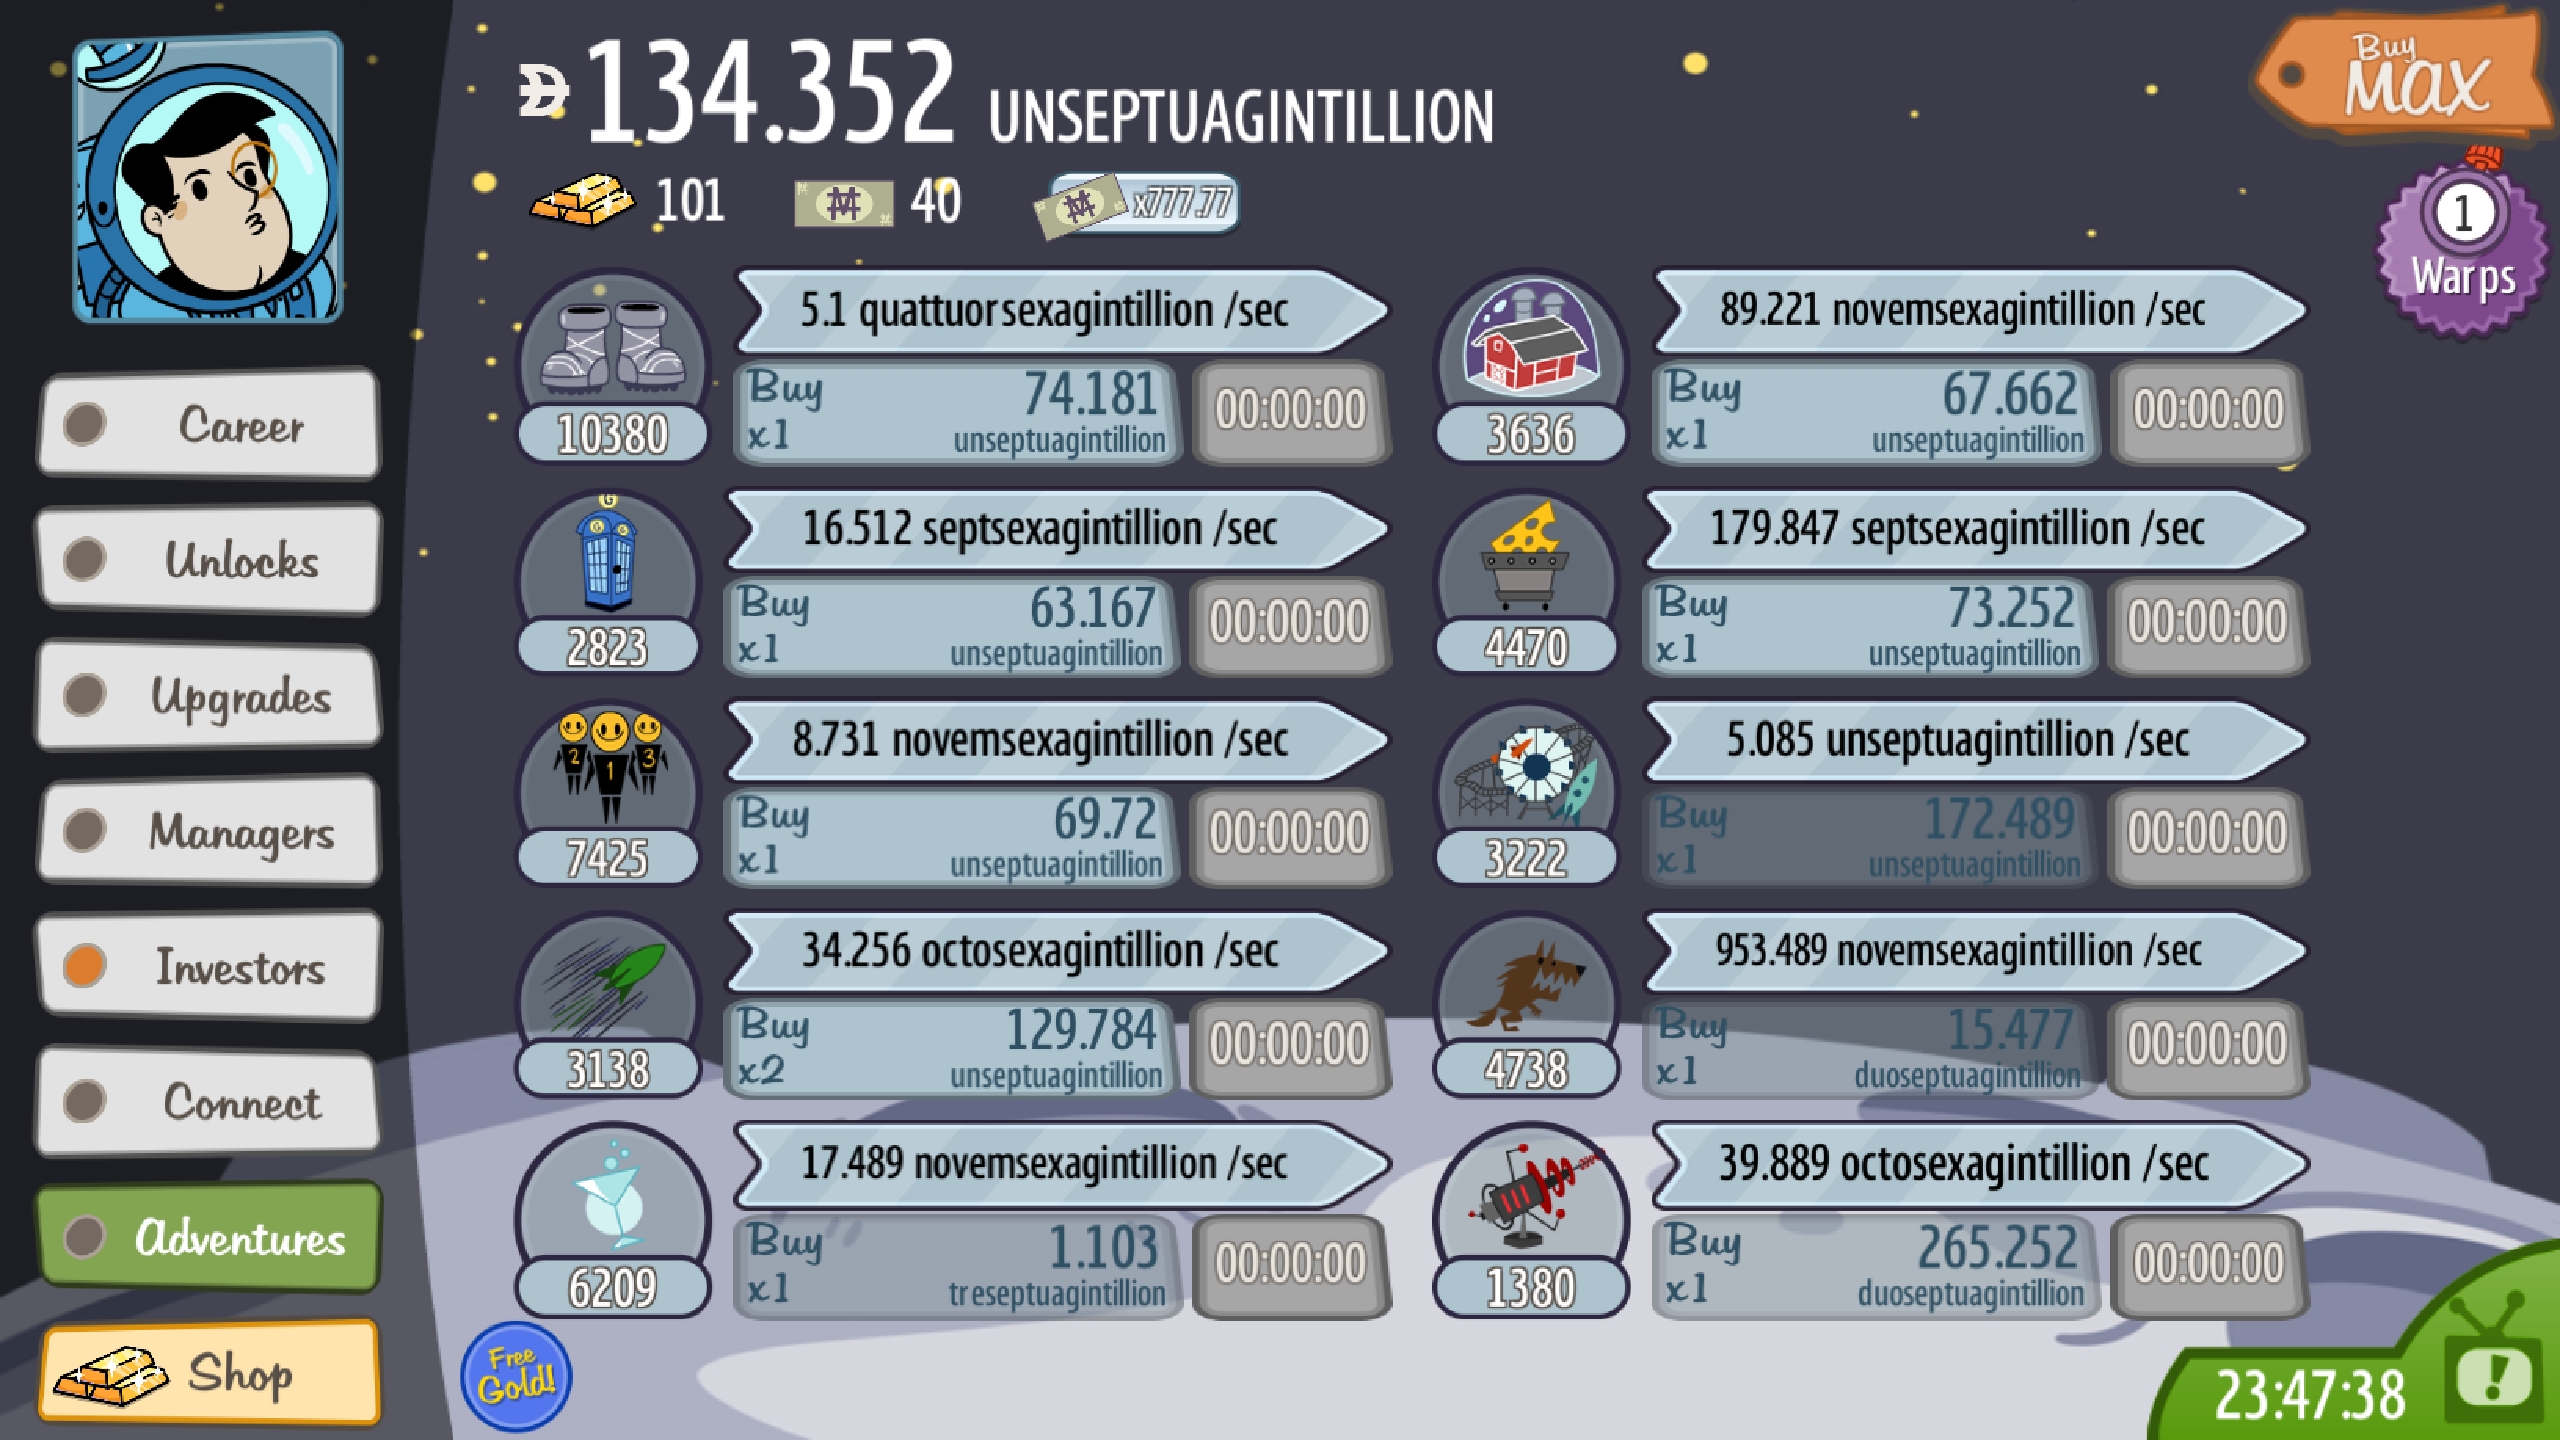 134.352 UNSEPTUAGINTILLION
Buy
MAX
101
40
x777.77
1
Warps
Career
Unlocks
Upgrades
Managers
Investors
Connect
Adventures
Shop
5.1 quattuorsexagintillion /sec
Buy 74.181
x1 unseptuagintillion
00:00:00
10380
89.221 novemsexagintillion /sec
Buy 67.662
x1 unseptuagintillion
00:00:00
3636
G
16.512 septsexagintillion /sec
Buy 63.167
x1 unseptuagintillion
00:00:00
2823
179.847 septsexagintillion /sec
Buy 73.252
x1 unseptuagintillion
00:00:00
4470
2 1 3
8.731 novemsexagintillion /sec
Buy 69.72
x1 unseptuagintillion
00:00:00
7425
5.085 unseptuagintillion /sec
Buy 172.489
x1 unseptuagintillion
00:00:00
3222
34.256 octosexagintillion /sec
Buy 129.784
x2 unseptuagintillion
00:00:00
3138
953.489 novemsexagintillion /sec
Buy 15.477
x1 duoseptuagintillion
00:00:00
4738
17.489 novemsexagintillion /sec
Buy 1.103
x1 treseptuagintillion
00:00:00
6209
39.889 octosexagintillion /sec
Buy 265.252
x1 duoseptuagintillion
00:00:00
1380
Free
Gold!
23:47:38
!